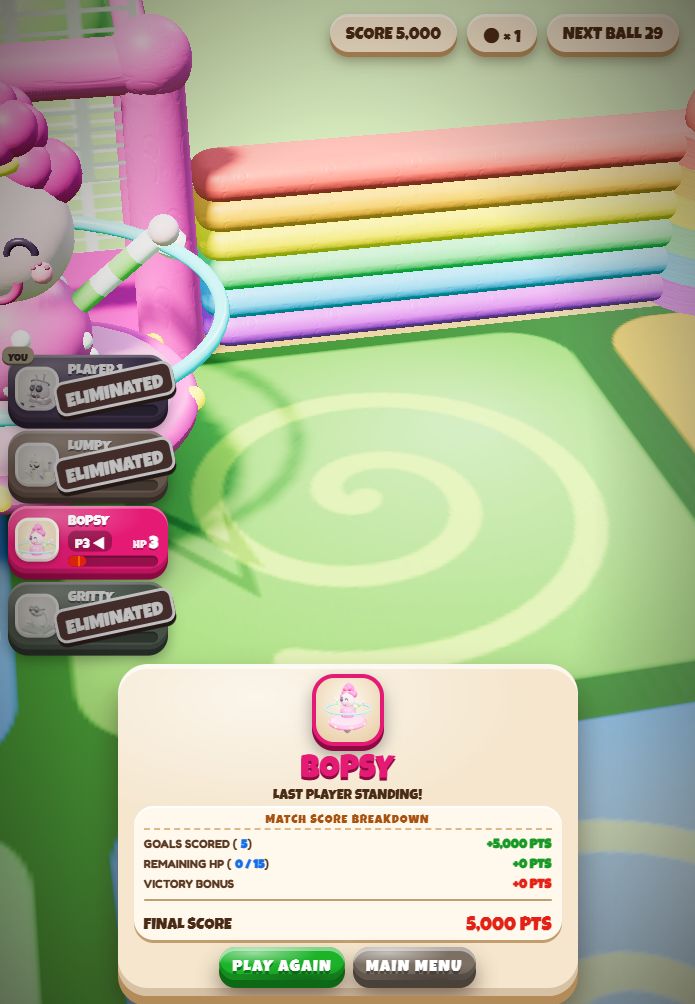 SCORE 5,000
× 1
NEXT BALL 29
YOU
PLAYER 1
ELIMINATED
LUMPY
ELIMINATED
BOPSY
P3 ◀ HP 3
GRITTY
ELIMINATED
BOPSY
LAST PLAYER STANDING!
MATCH SCORE BREAKDOWN
GOALS SCORED ( 5) +5,000 PTS
REMAINING HP ( 0 / 15) +0 PTS
VICTORY BONUS +0 PTS
FINAL SCORE 5,000 PTS
PLAY AGAIN
MAIN MENU